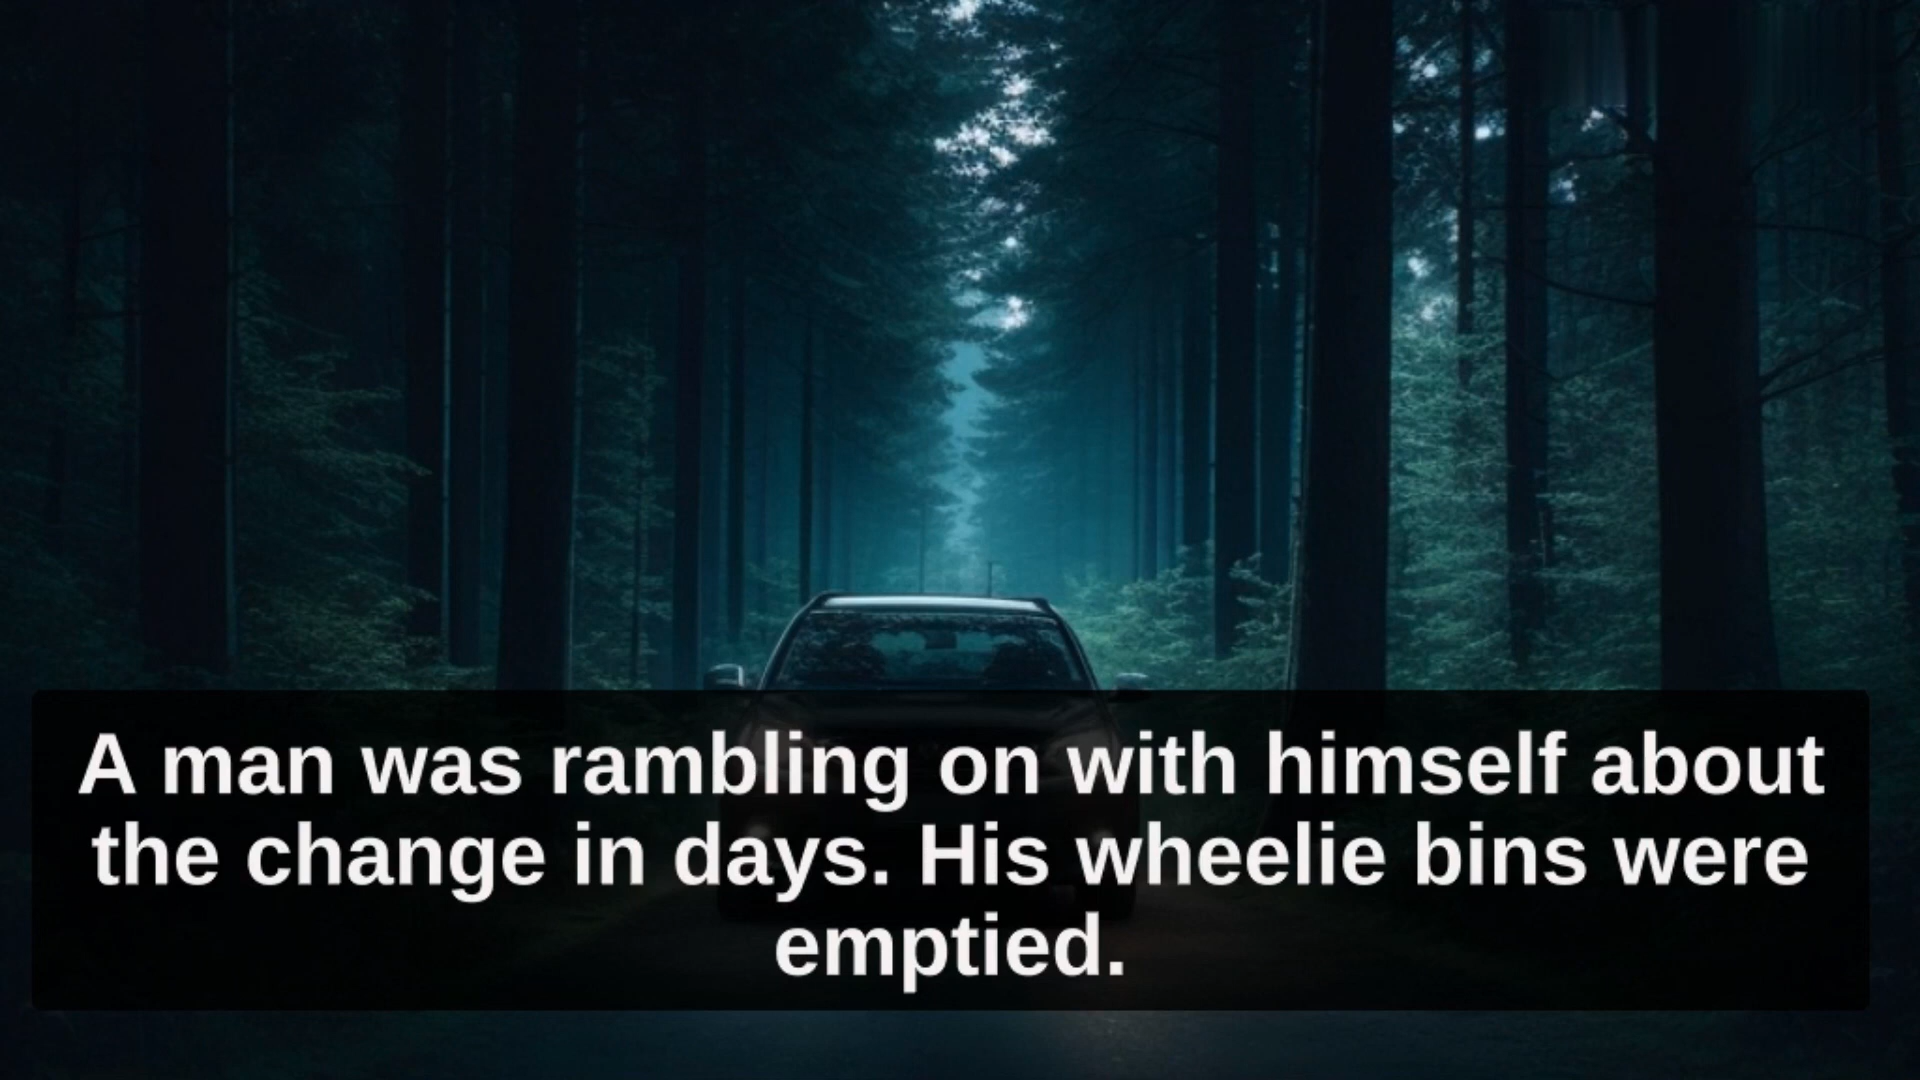 A man was rambling on with himself about
the change in days. His wheelie bins were
emptied.